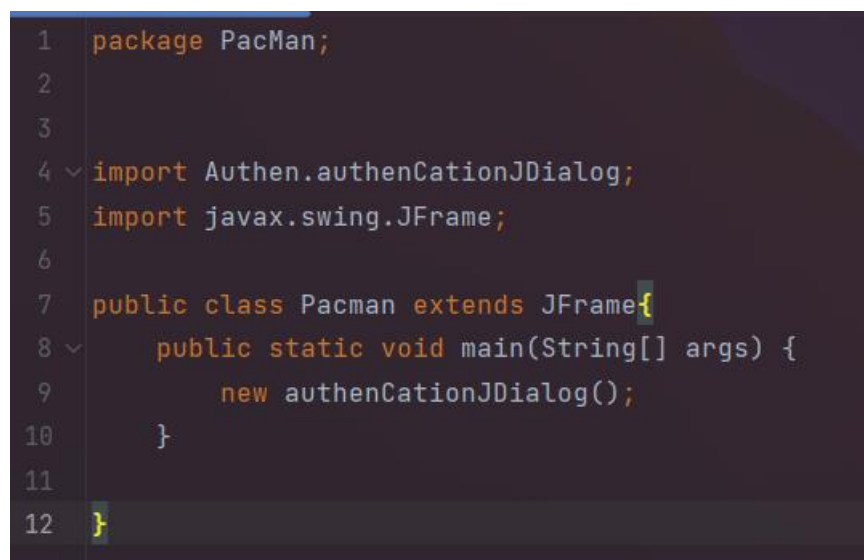 1 package PacMan;
2
3
4 import Authen.authenCationJDialog;
5 import javax.swing.JFrame;
6
7 public class Pacman extends JFrame{
8 public static void main(String[] args) {
9 new authenCationJDialog();
10 }
11
12 }